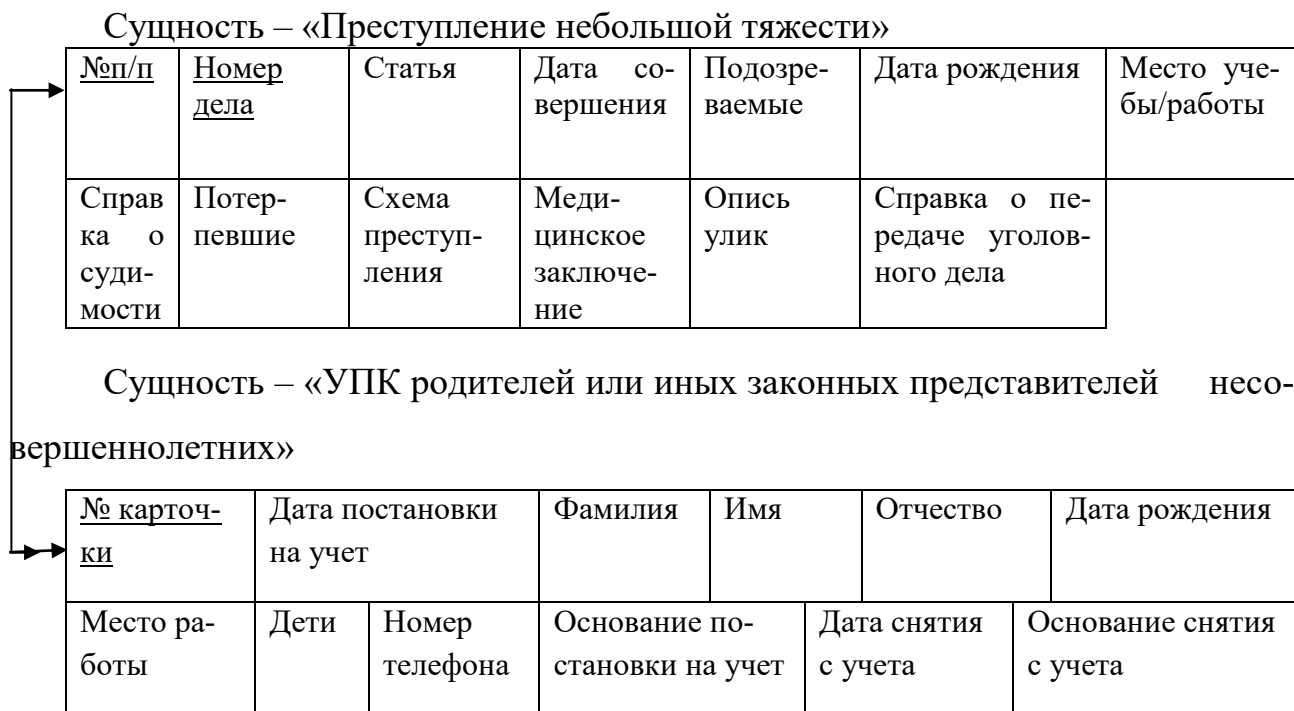 Сущность – «Преступление небольшой тяжести»
№п/п Номер Статья Дата со- Подозре- Дата рождения Место уче-
дела вершения ваемые бы/работы
Справ Потер- Схема Меди- Опись Справка о пе-
ка о певшие преступ- цинское улик редаче уголов-
суди- ления заключе- ного дела
мости ние
Сущность – «УПК родителей или иных законных представителей несо-
вершеннолетних»
№ карточ- Дата постановки Фамилия Имя Отчество Дата рождения
ки на учет
Место ра- Дети Номер Основание по- Дата снятия Основание снятия
боты телефона становки на учет с учета с учета